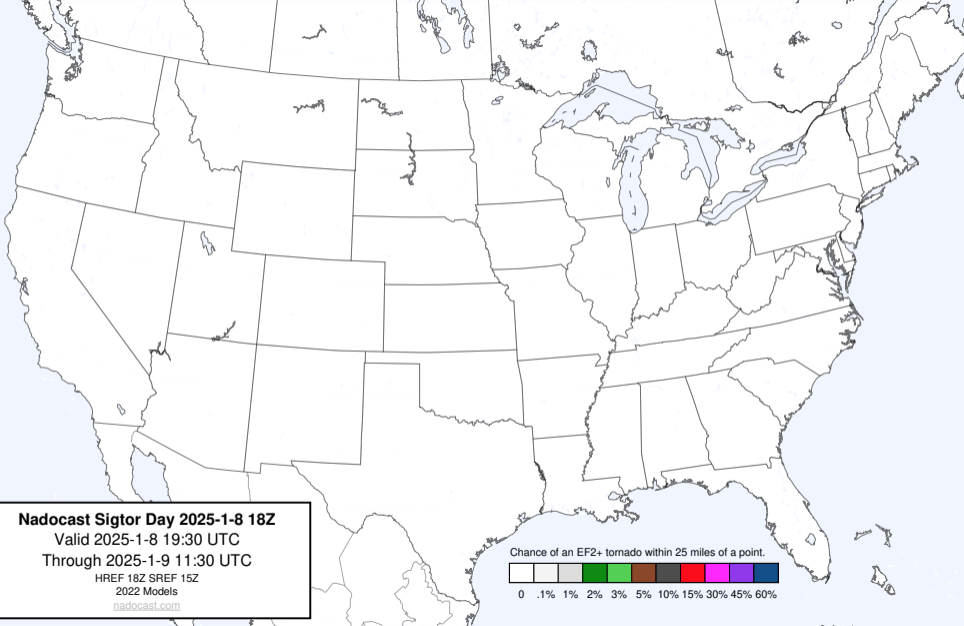 Nadocast Sigtor Day 2025-1-8 18Z
Valid 2025-1-8 19:30 UTC
Through 2025-1-9 11:30 UTC
HREF 18Z SREF 15Z
2022 Models
nadocast.com
Chance of an EF2+ tornado within 25 miles of a point.
0 .1% 1% 2% 3% 5% 10% 15% 30% 45% 60%